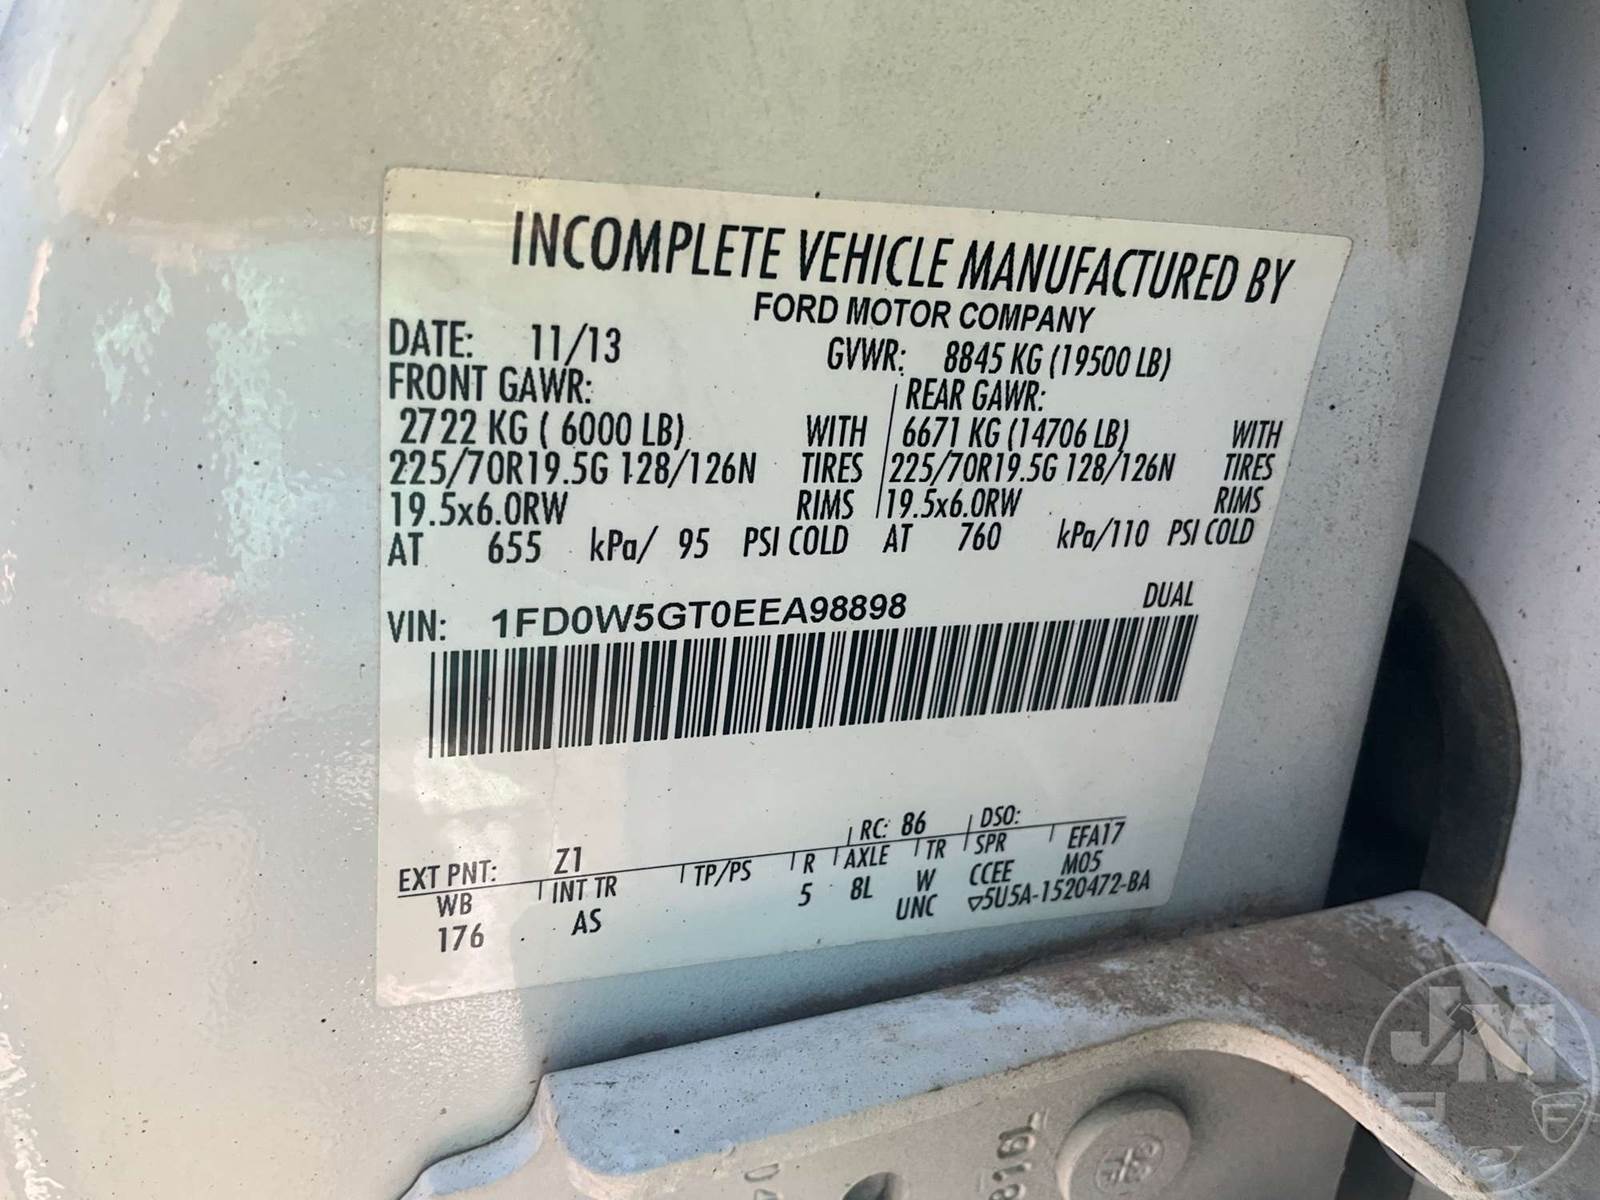 INCOMPLETE VEHICLE MANUFACTURED BY
FORD MOTOR COMPANY
DATE: 11/13 GVWR: 8845 KG (19500 LB)
FRONT GAWR: REAR GAWR:
2722 KG ( 6000 LB) WITH 6671 KG (14706 LB) WITH
225/70R19.5G 128/126N TIRES 225/70R19.5G 128/126N TIRES
19.5x6.0RW RIMS 19.5x6.0RW RIMS
AT 655 kPa/ 95 PSI COLD AT 760 kPa/110 PSI COLD
VIN: 1FD0W5GT0EEA98898 DUAL
EXT PNT: Z1 RC: 86 DSO:
WB INT TR TP/PS R AXLE TR SPR EFA17
176 AS 5 8L W CCEE M05
UNC ▽5U5A-1520472-BA
JM